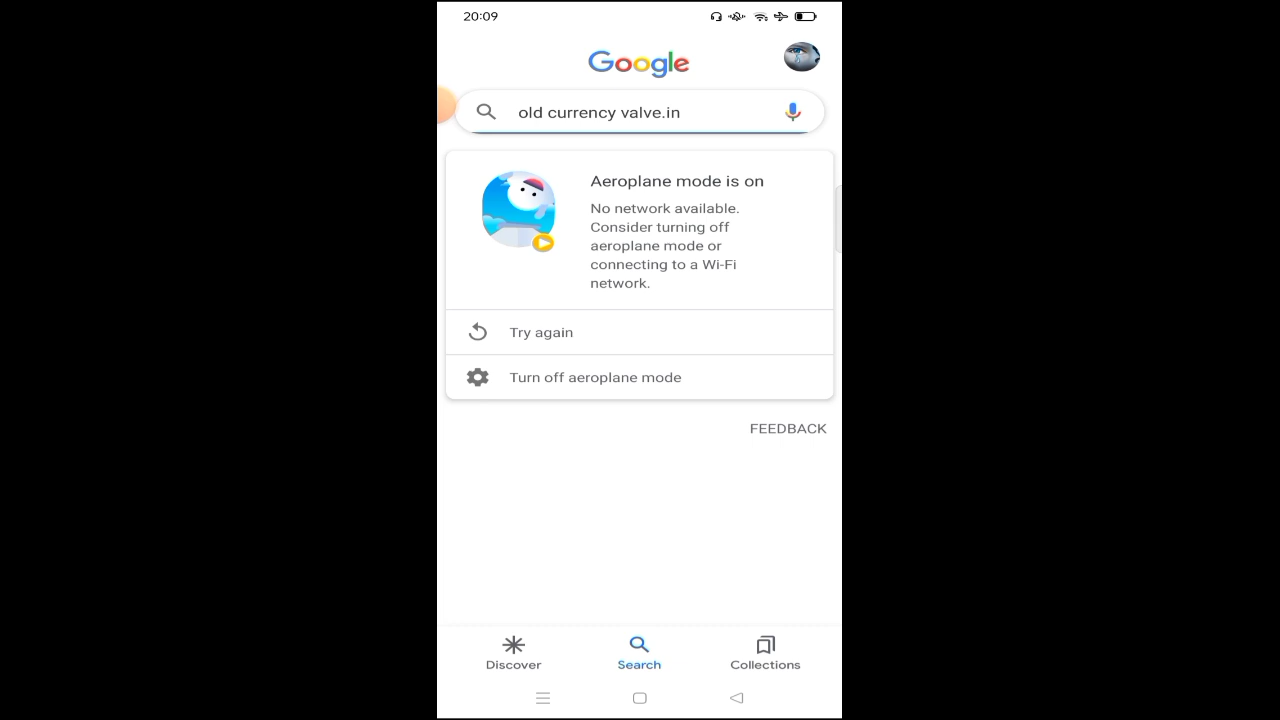 20:09
Google
old currency valve.in
Aeroplane mode is on
No network available.
Consider turning off
aeroplane mode or
connecting to a Wi-Fi
network.
Try again
Turn off aeroplane mode
FEEDBACK
Discover
Search
Collections